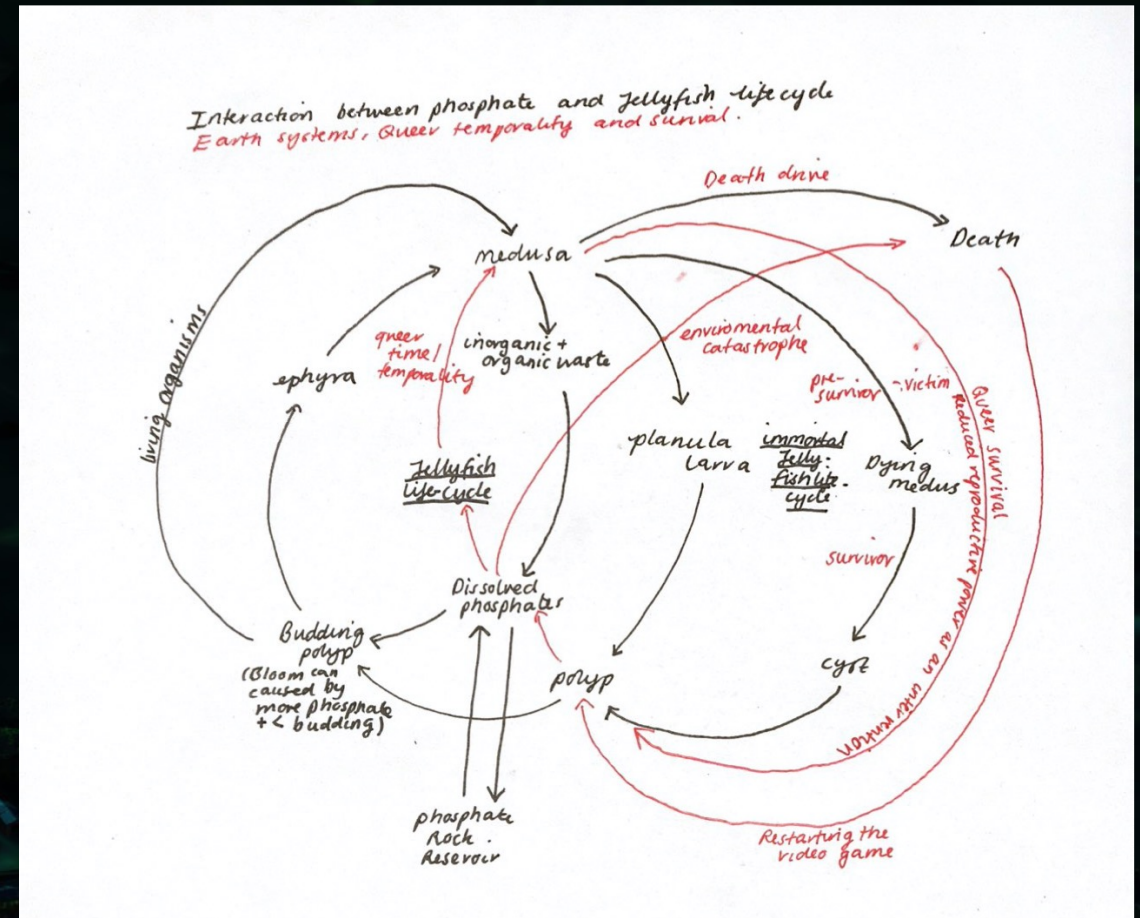 Interaction between phosphate and Jellyfish life cycle
Earth systems, Queer temporality and survival.
Death drive
Death
medusa
living organisms
queer
time/
temporality
inorganic +
organic waste
enviromental
catastrophe
ephyra
pre-
survivor
-victim
Queer survival
Reduced reproductive power as an intervention
planula
larva
immortal
Jelly-
fish life-
cycle
Dying
medus
Jellyfish
life-cycle
survivor
Dissolved
phosphates
Budding
polyp
(Bloom can
caused by
more phosphate
+ < budding)
polyp
cyst
phosphate
Rock
Reservoir
Restarting the
video game